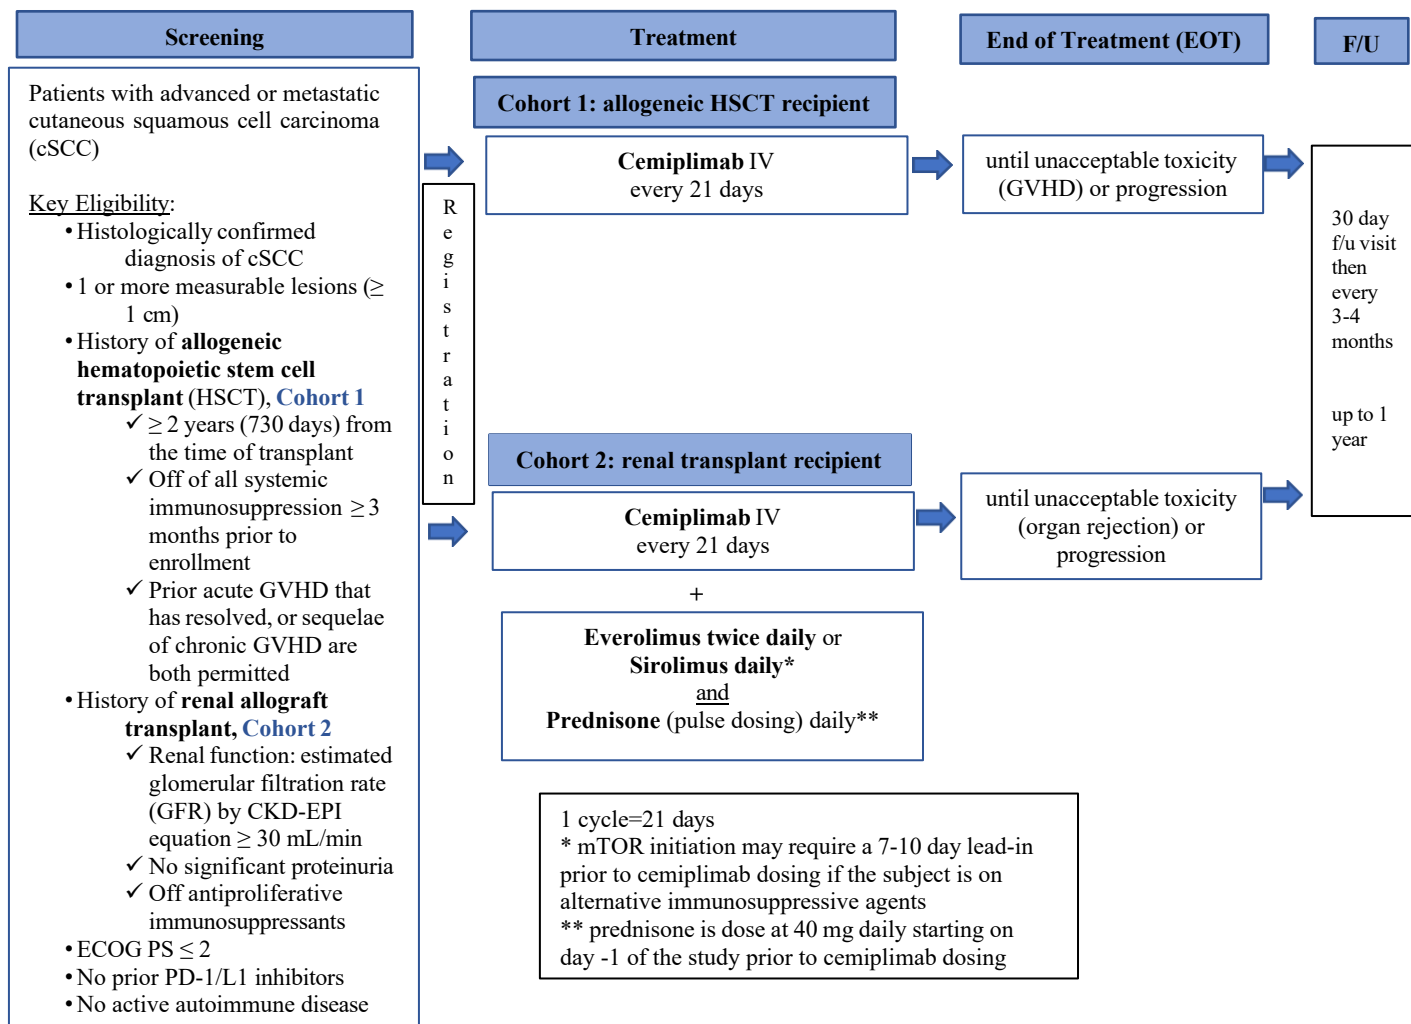 Screening
Treatment
End of Treatment (EOT)
F/U
Patients with advanced or metastatic
cutaneous squamous cell carcinoma
(cSCC)
Key Eligibility:
• Histologically confirmed
diagnosis of cSCC
• 1 or more measurable lesions (≥
1 cm)
• History of allogeneic
hematopoietic stem cell
transplant (HSCT), Cohort 1
✓ ≥ 2 years (730 days) from
the time of transplant
✓ Off of all systemic
immunosuppression ≥ 3
months prior to
enrollment
✓ Prior acute GVHD that
has resolved, or sequelae
of chronic GVHD are
both permitted
• History of renal allograft
transplant, Cohort 2
✓ Renal function: estimated
glomerular filtration rate
(GFR) by CKD-EPI
equation ≥ 30 mL/min
✓ No significant proteinuria
✓ Off antiproliferative
immunosuppressants
• ECOG PS ≤ 2
• No prior PD-1/L1 inhibitors
• No active autoimmune disease
Registration
Cohort 1: allogeneic HSCT recipient
Cemiplimab IV
every 21 days
until unacceptable toxicity
(GVHD) or progression
Cohort 2: renal transplant recipient
Cemiplimab IV
every 21 days
+
Everolimus twice daily or
Sirolimus daily*
and
Prednisone (pulse dosing) daily**
until unacceptable toxicity
(organ rejection) or
progression
30 day
f/u visit
then
every
3-4
months
up to 1
year
1 cycle=21 days
* mTOR initiation may require a 7-10 day lead-in
prior to cemiplimab dosing if the subject is on
alternative immunosuppressive agents
** prednisone is dose at 40 mg daily starting on
day -1 of the study prior to cemiplimab dosing